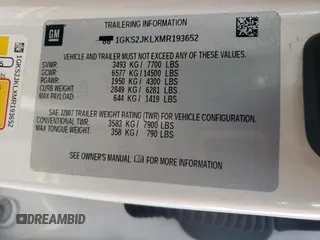 TRAILERING INFORMATION
GM
1GKS2JKLXMR193652
VEHICLE AND TRAILER MUST NOT EXCEED ANY OF THESE RATINGS:
GVWR: 3493 KG / 7700 LBS
GCWR: 6577 KG / 14500 LBS
RGAWR: 1950 KG / 4300 LBS
CURB WEIGHT: 2849 KG / 6281 LBS
MAX PAYLOAD: 644 KG / 1419 LBS
SAE J2807 TRAILER WEIGHT RATING (TWR) FOR VEHICLE CONFIGURATION.
CONVENTIONAL TWR: 3583 KG / 7900 LBS
MAX TONGUE WEIGHT: 358 KG / 790 LBS
SEE OWNER'S MANUAL FOR
1GKS2JKLXMR193652
DREAMBID